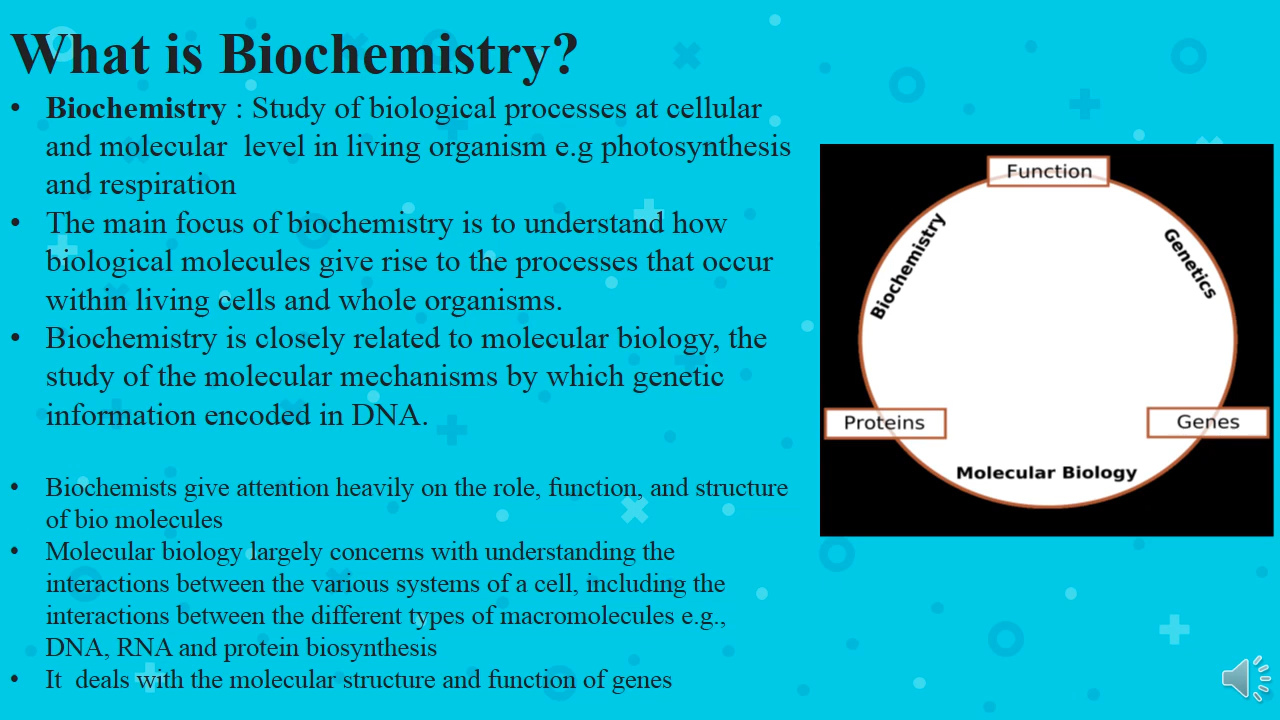 What is Biochemistry?
• Biochemistry : Study of biological processes at cellular
and molecular  level in living organism e.g photosynthesis
and respiration
• The main focus of biochemistry is to understand how
biological molecules give rise to the processes that occur
within living cells and whole organisms.
• Biochemistry is closely related to molecular biology, the
study of the molecular mechanisms by which genetic
information encoded in DNA.
• Biochemists give attention heavily on the role, function, and structure
of bio molecules
• Molecular biology largely concerns with understanding the
interactions between the various systems of a cell, including the
interactions between the different types of macromolecules e.g.,
DNA, RNA and protein biosynthesis
• It  deals with the molecular structure and function of genes
Function
Biochemistry
Genetics
Proteins
Genes
Molecular Biology